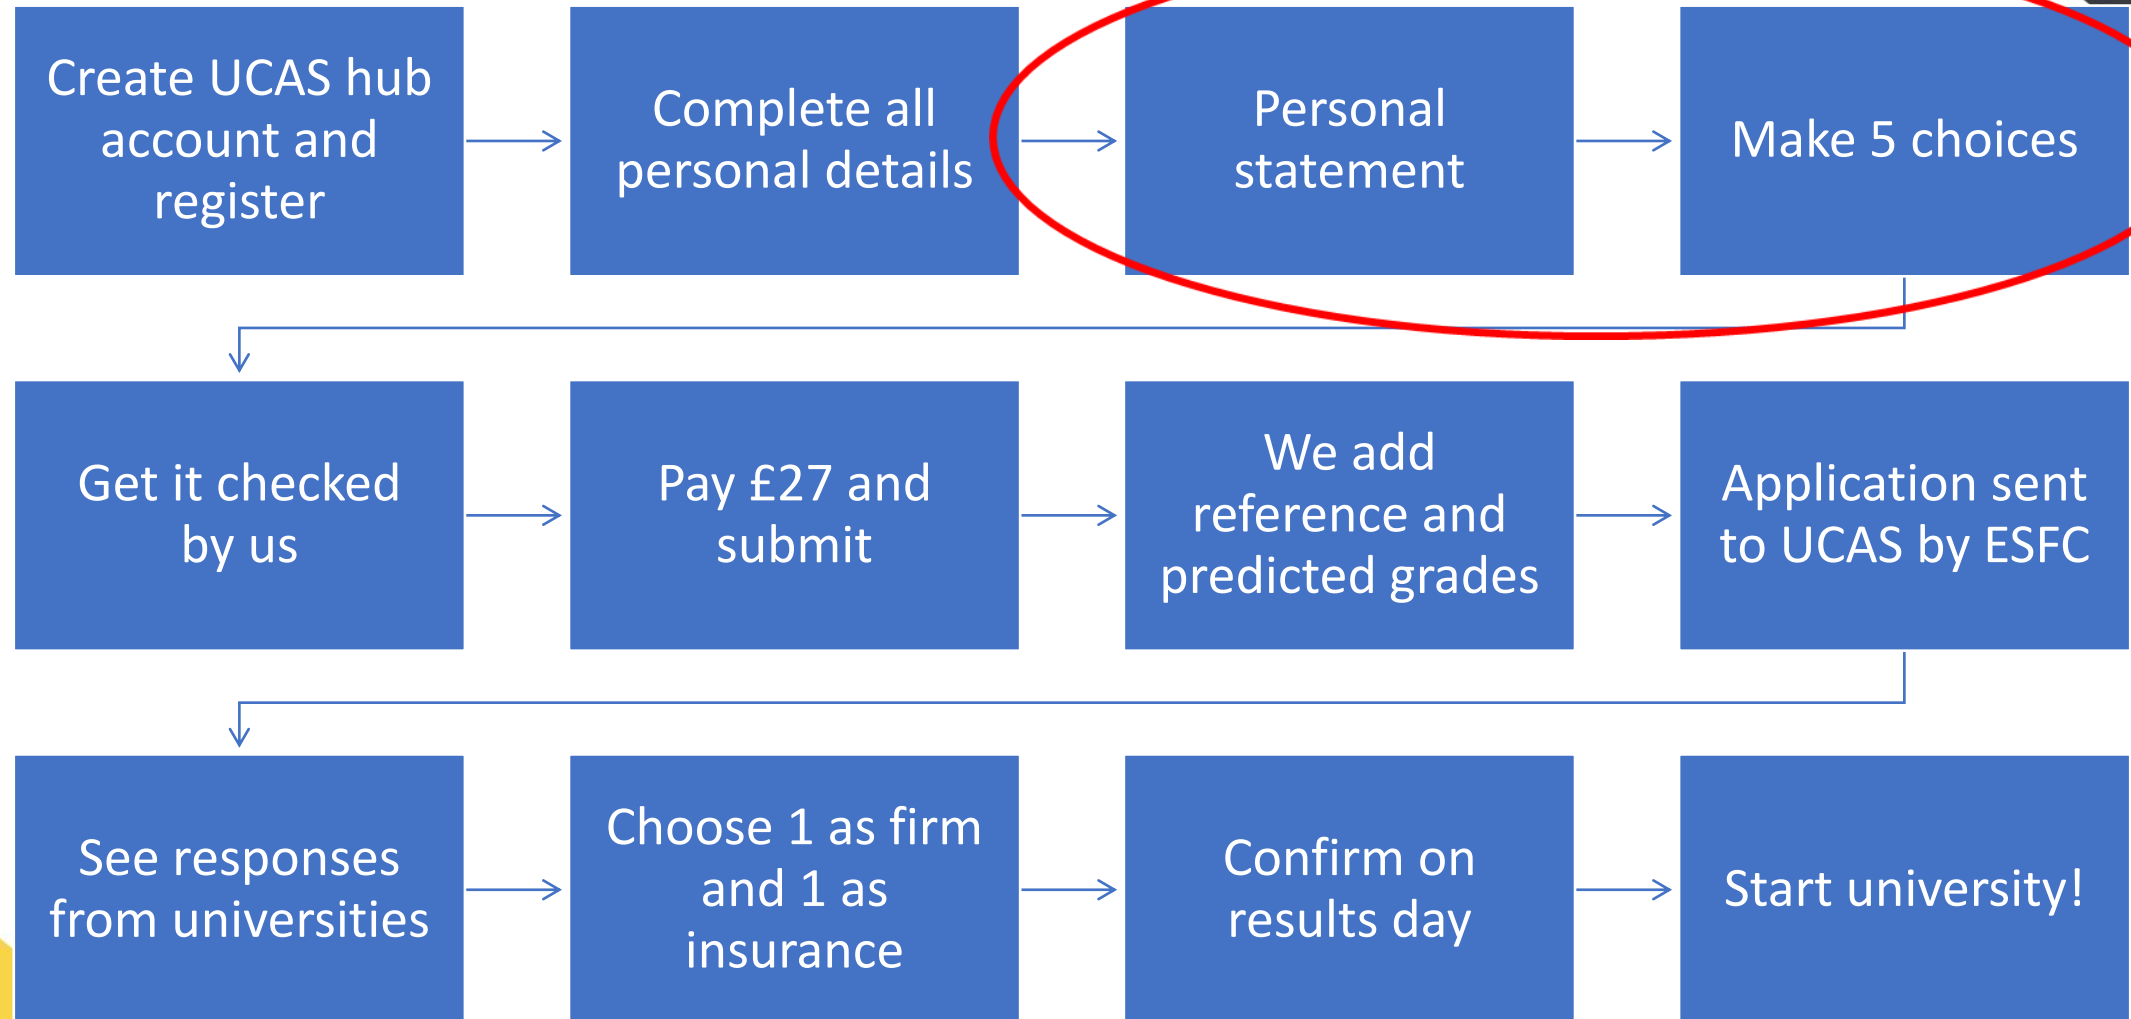 Create UCAS hub
account and
register
Complete all
personal details
Personal
statement
Make 5 choices
Get it checked
by us
Pay £27 and
submit
We add
reference and
predicted grades
Application sent
to UCAS by ESFC
See responses
from universities
Choose 1 as firm
and 1 as
insurance
Confirm on
results day
Start university!